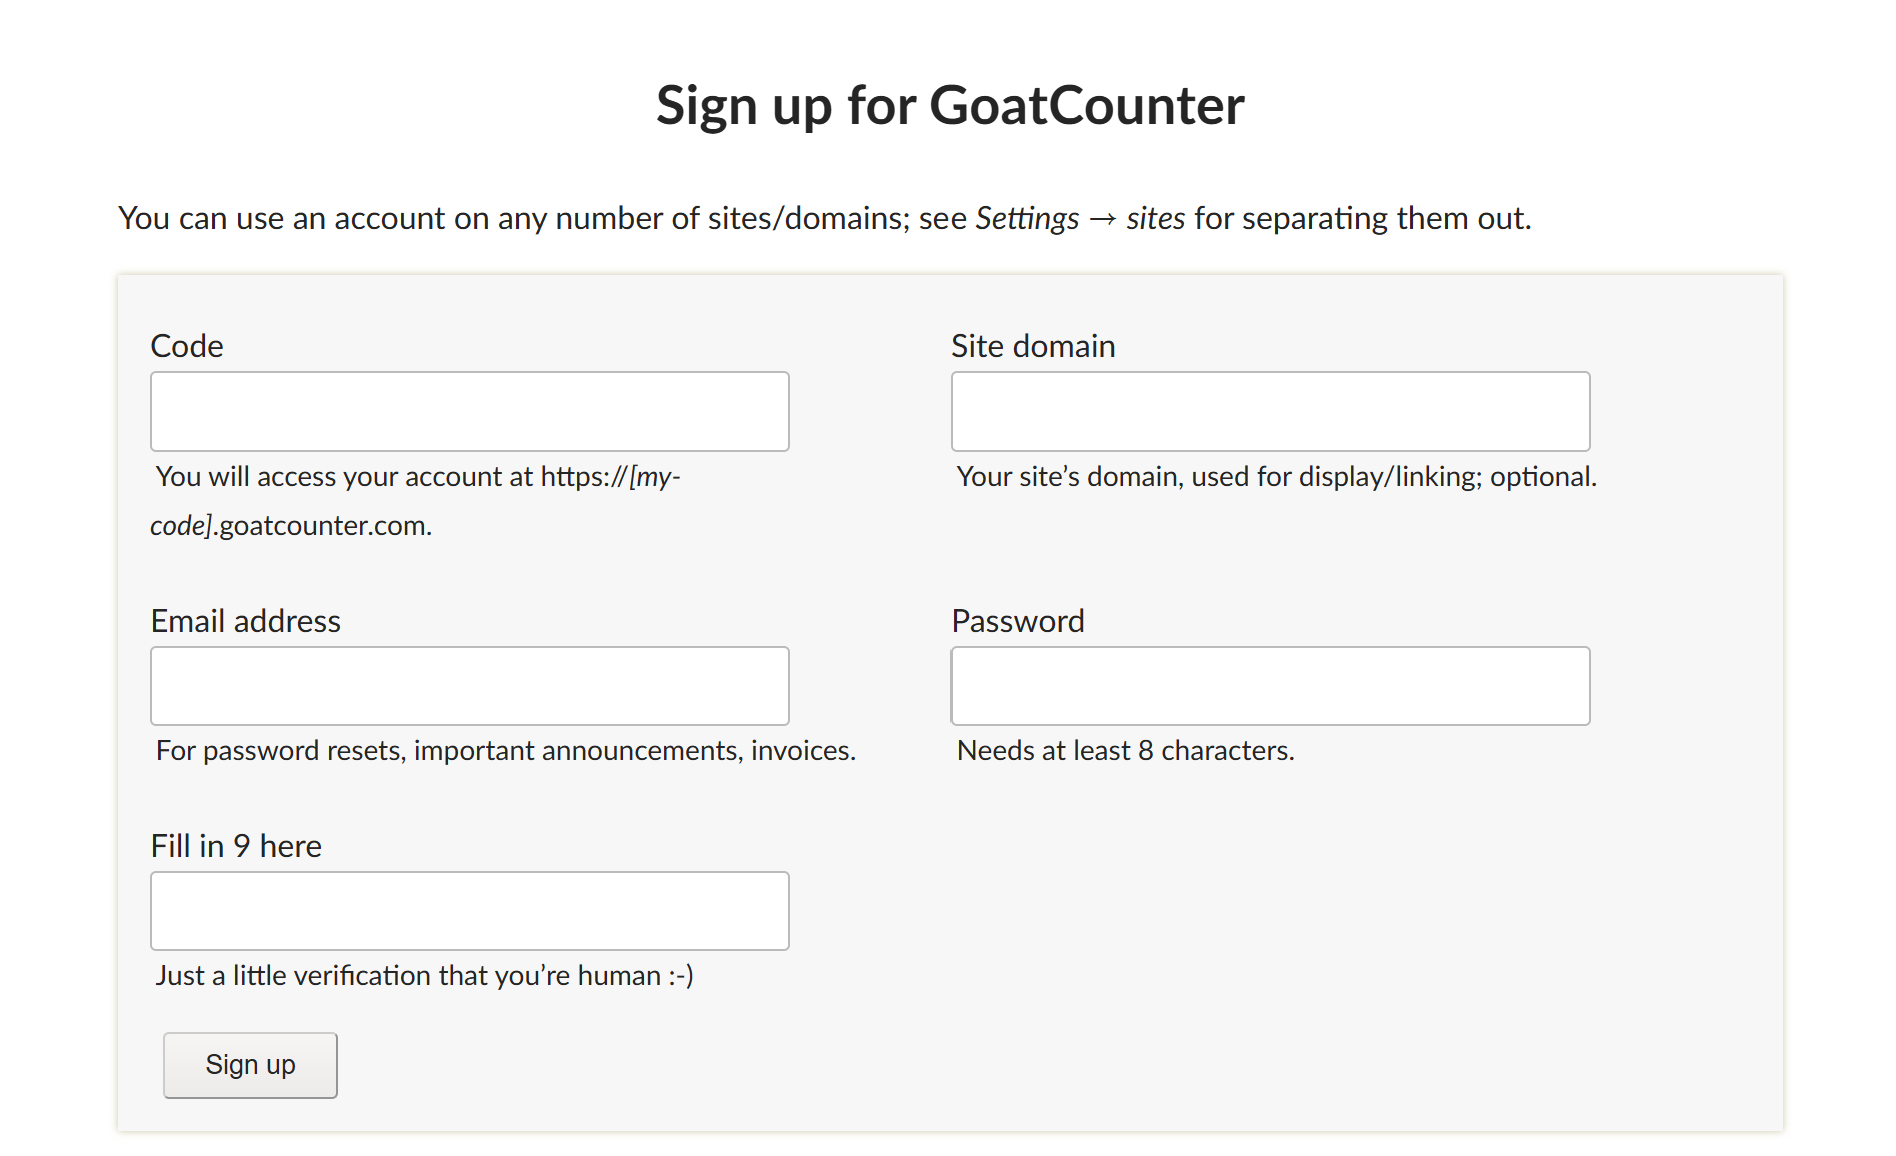 Sign up for GoatCounter
You can use an account on any number of sites/domains; see Settings → sites for separating them out.
Code
You will access your account at https://[my-
code].goatcounter.com.
Site domain
Your site’s domain, used for display/linking; optional.
Email address
For password resets, important announcements, invoices.
Password
Needs at least 8 characters.
Fill in 9 here
Just a little verification that you’re human :-)
Sign up